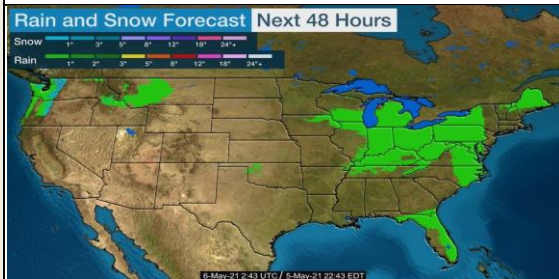 Rain and Snow Forecast Next 48 Hours
Snow
1" 3" 5" 8" 12" 18" 24"+
Rain
1" 2" 3" 5" 8" 12" 18" 24"+
6-May-21 2:43 UTC / 5-May-21 22:43 EDT